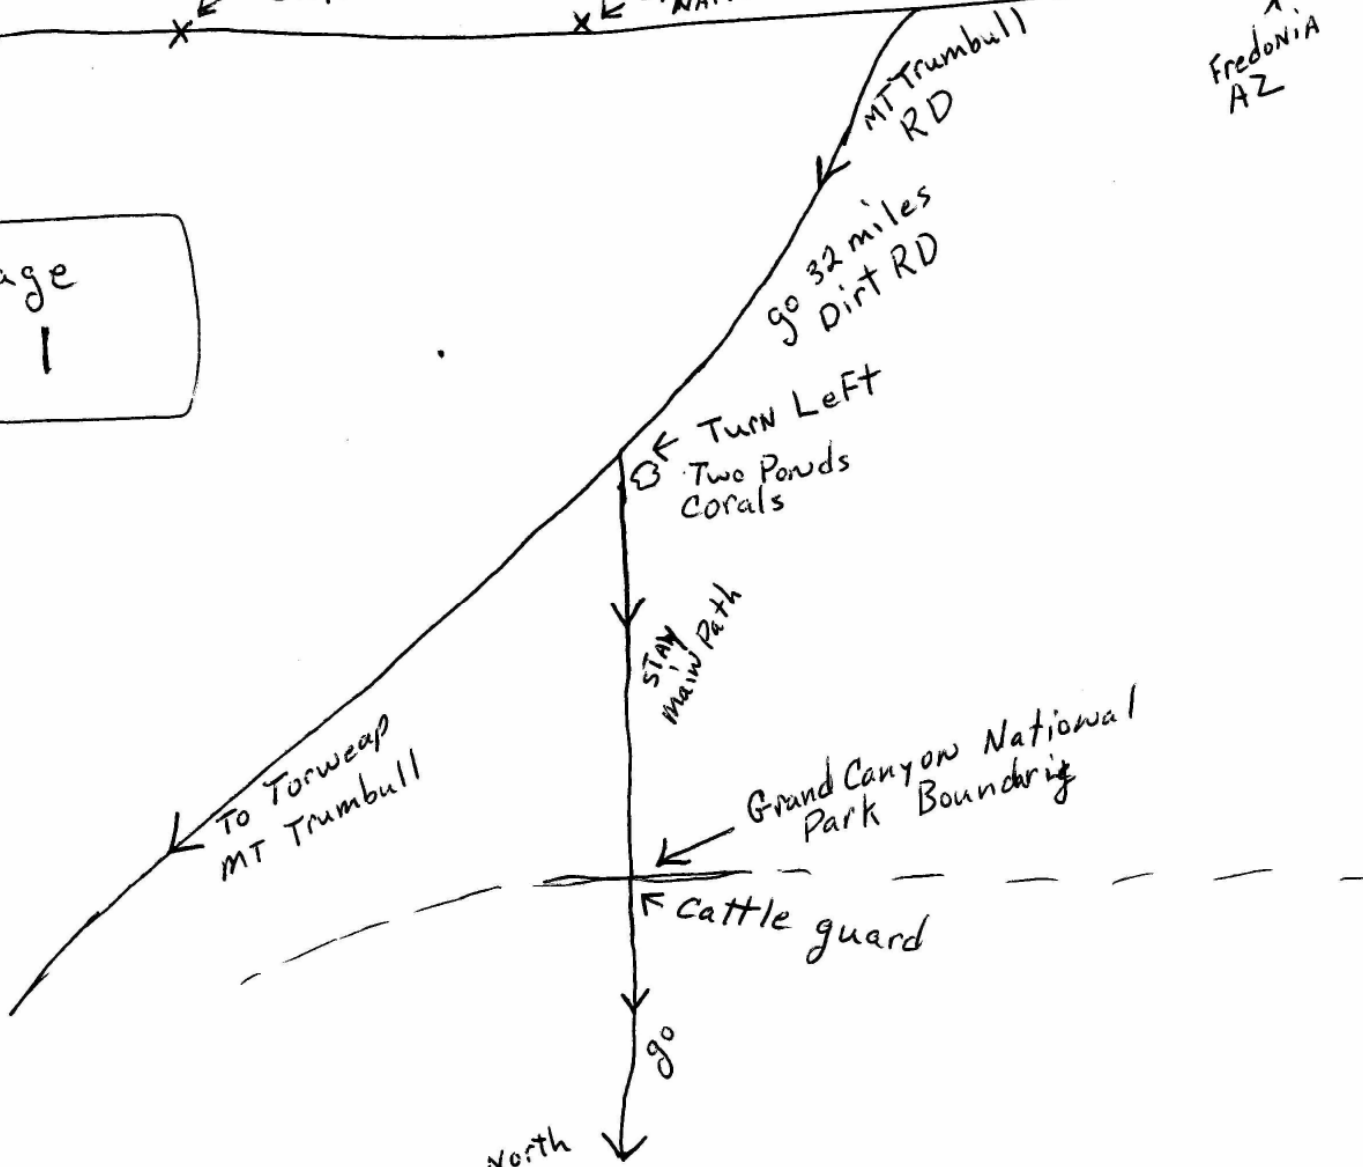 Fredonia
AZ
MT Trumbull
RD
go 32 miles
Dirt RD
age
1
Turn Left
Two Ponds
Corals
STAY
main Path
To Torweap
MT Trumbull
Grand Canyon National
Park
Cattle guard
go
North